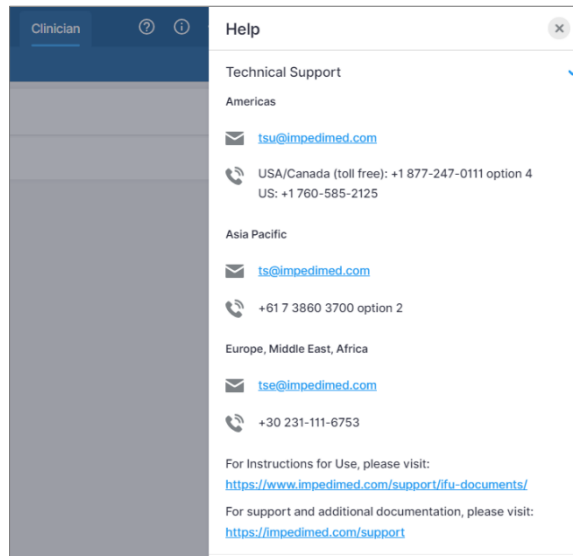 Clinician
Help
Technical Support
Americas
tsu@impedimed.com
USA/Canada (toll free): +1 877-247-0111 option 4
US: +1 760-585-2125
Asia Pacific
ts@impedimed.com
+61 7 3860 3700 option 2
Europe, Middle East, Africa
tse@impedimed.com
+30 231-111-6753
For Instructions for Use, please visit:
https://www.impedimed.com/support/ifu-documents/
For support and additional documentation, please visit:
https://impedimed.com/support